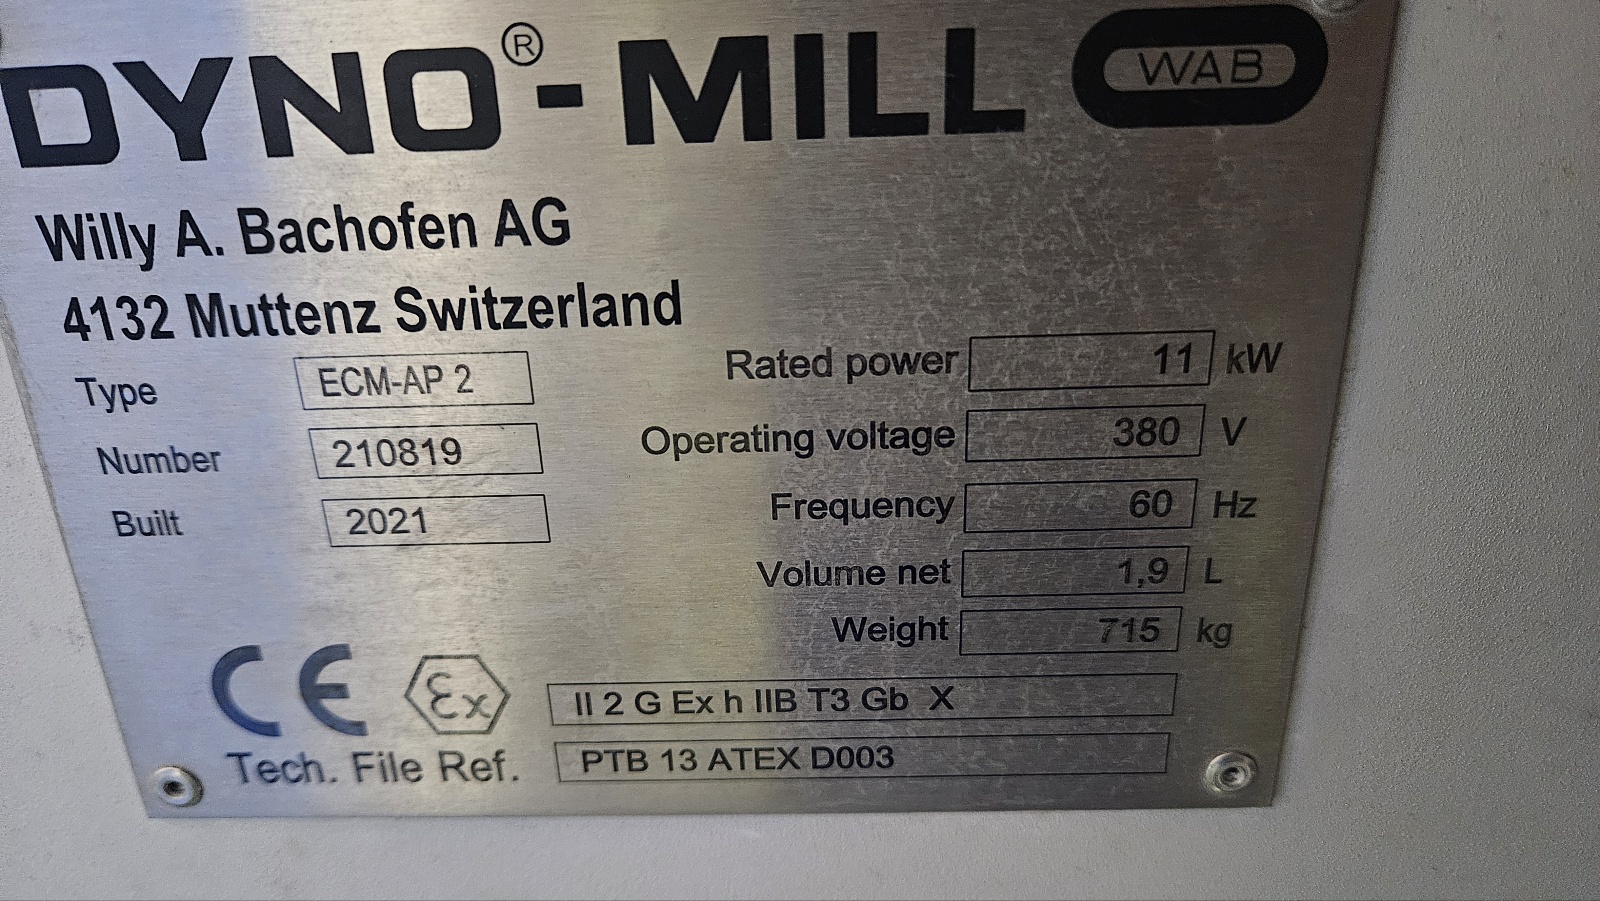 DYNO®-MILL WAB
Willy A. Bachofen AG
4132 Muttenz Switzerland
Type ECM-AP 2
Number 210819
Built 2021
Rated power 11 kW
Operating voltage 380 V
Frequency 60 Hz
Volume net 1,9 L
Weight 715 kg
CE Ex II 2 G Ex h IIB T3 Gb X
Tech. File Ref. PTB 13 ATEX D003